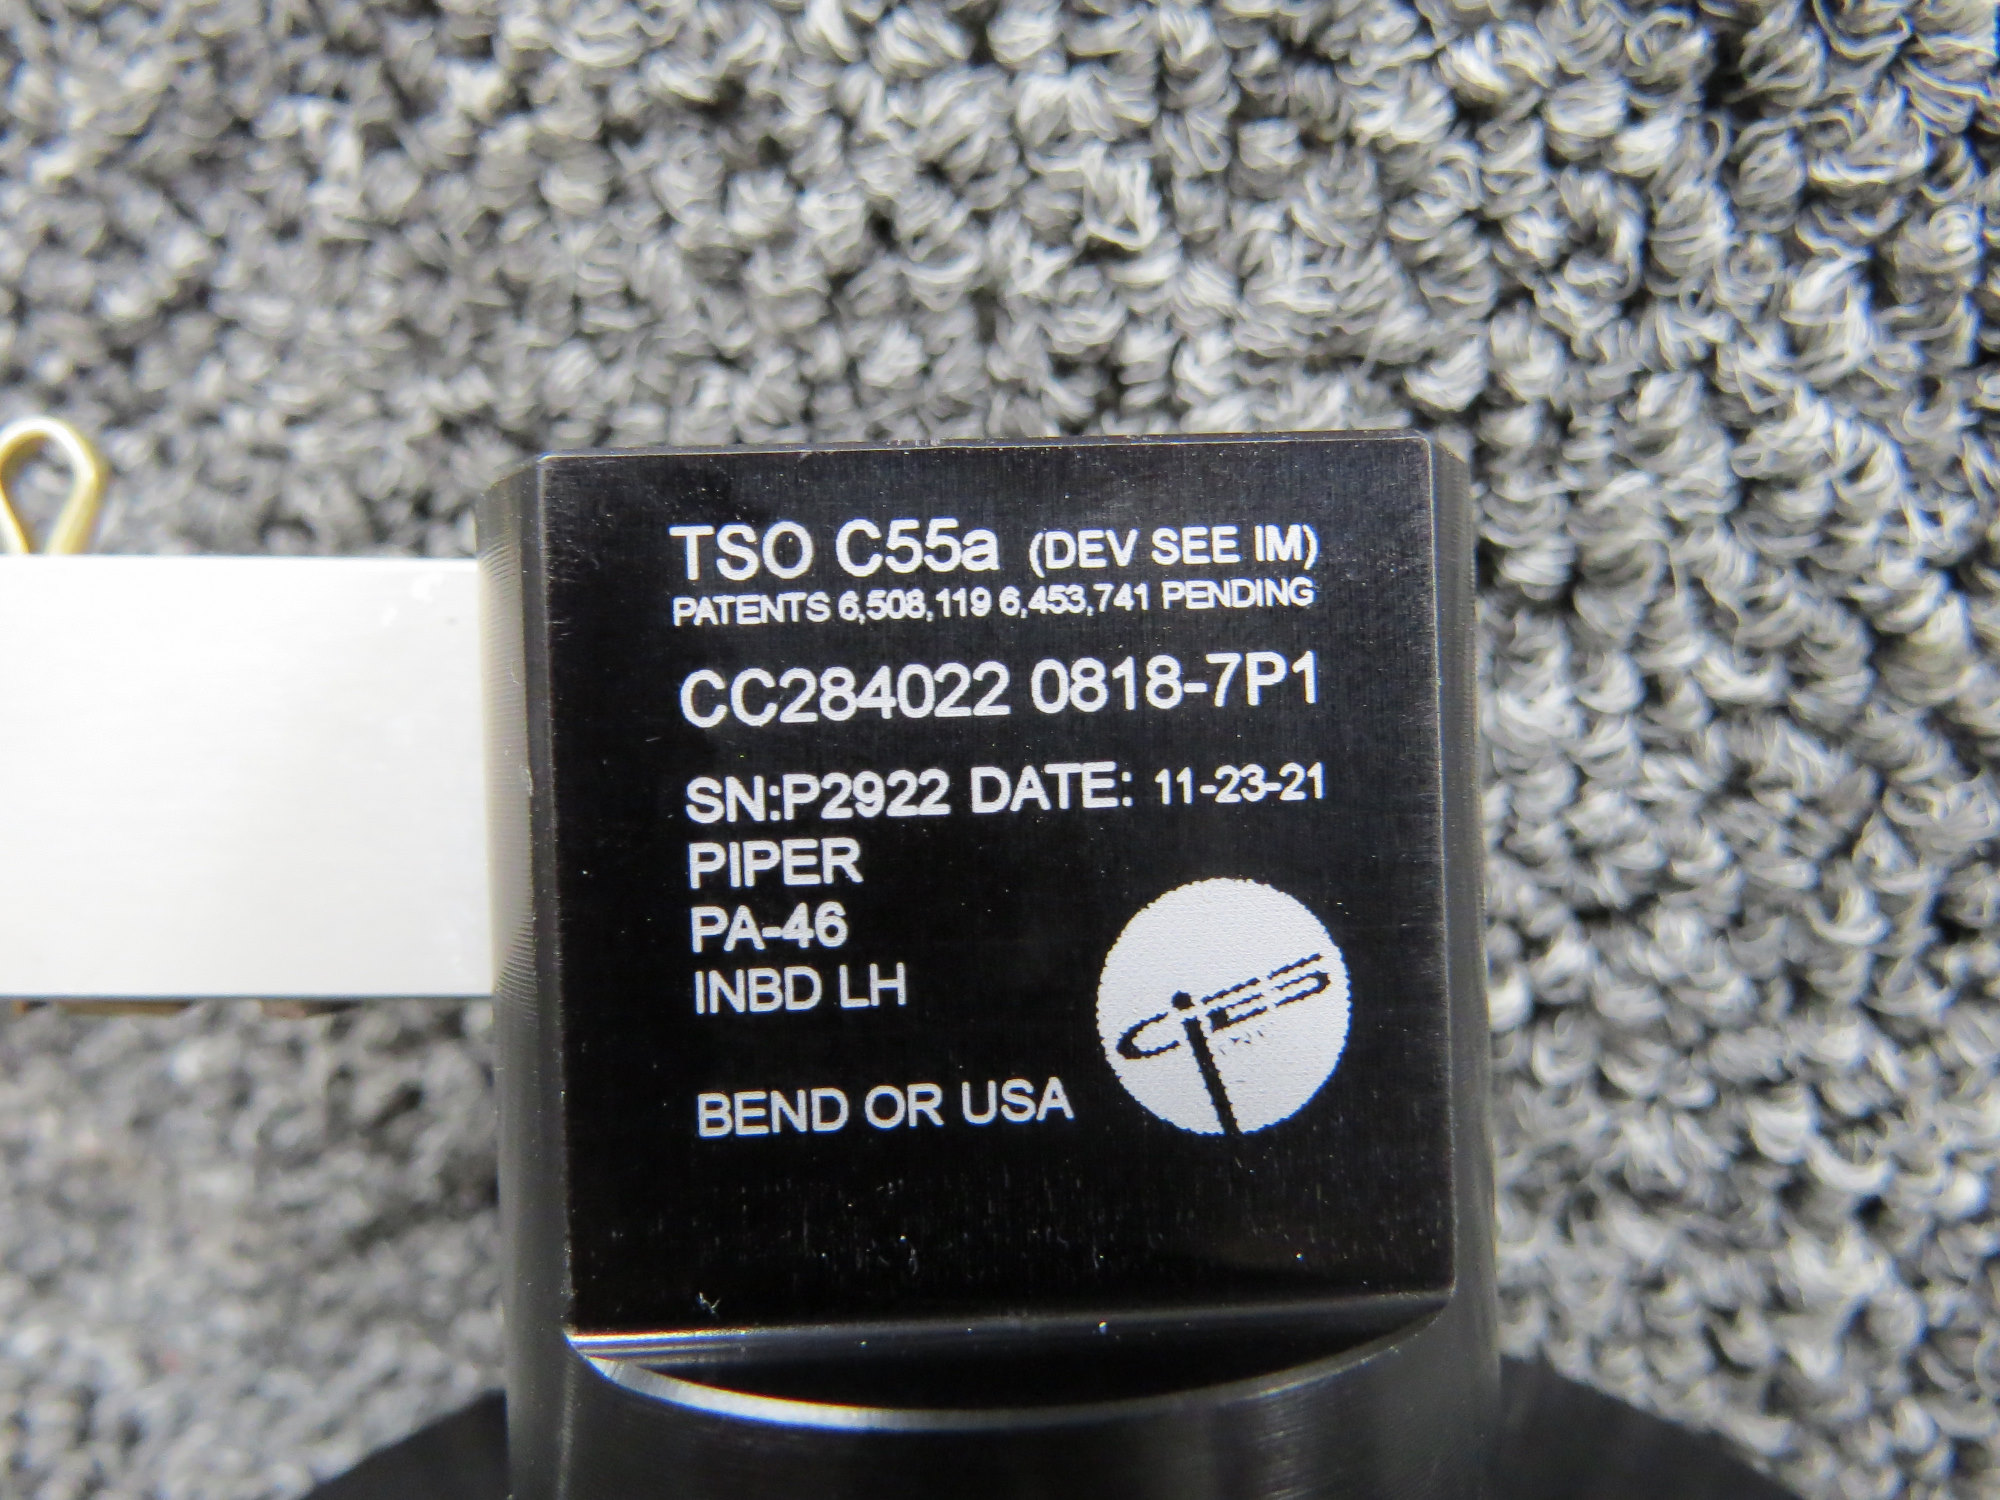 TSO C55a (DEV SEE IM)
PATENTS 6,508,119 6,453,741 PENDING
CC284022 0818-7P1
SN:P2922 DATE: 11-23-21
PIPER
PA-46
INBD LH
BEND OR USA